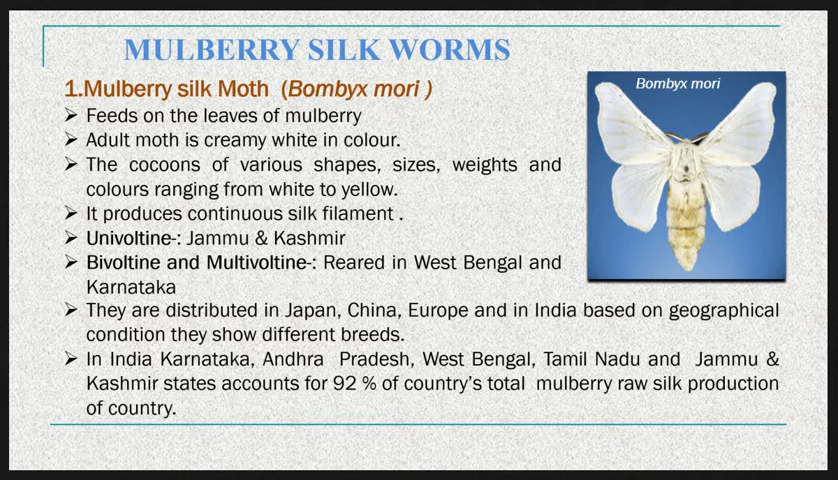 MULBERRY SILK WORMS
1.Mulberry silk Moth (Bombyx mori )
Bombyx mori
➢ Feeds on the leaves of mulberry
➢ Adult moth is creamy white in colour.
➢ The cocoons of various shapes, sizes, weights and
colours ranging from white to yellow.
➢ It produces continuous silk filament .
➢ Univoltine-: Jammu & Kashmir
➢ Bivoltine and Multivoltine-: Reared in West Bengal and
Karnataka
➢ They are distributed in Japan, China, Europe and in India based on geographical
condition they show different breeds.
➢ In India Karnataka, Andhra Pradesh, West Bengal, Tamil Nadu and Jammu &
Kashmir states accounts for 92 % of country's total mulberry raw silk production
of country.